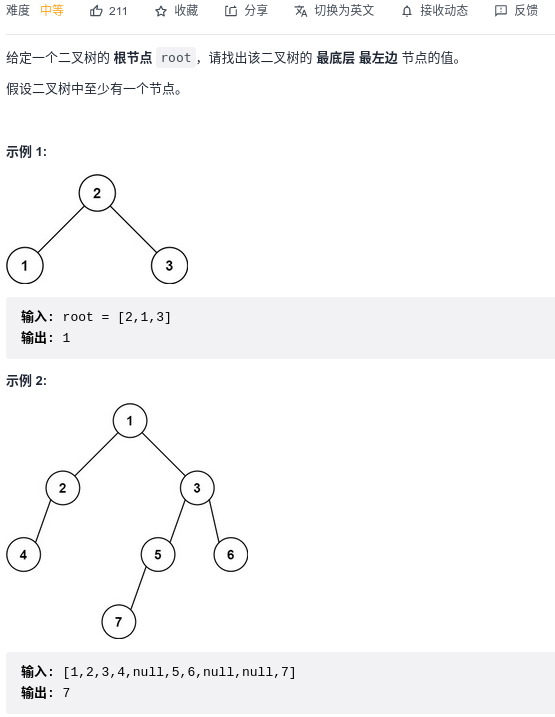 难度 中等 211 收藏 分享 切换为英文 接收动态 反馈
给定一个二叉树的 根节点 root，请找出该二叉树的 最底层 最左边 节点的值。
假设二叉树中至少有一个节点。
示例 1:
2
1 3
输入: root = [2,1,3]
输出: 1
示例 2:
1
2 3
4 5 6
7
输入: [1,2,3,4,null,5,6,null,null,7]
输出: 7